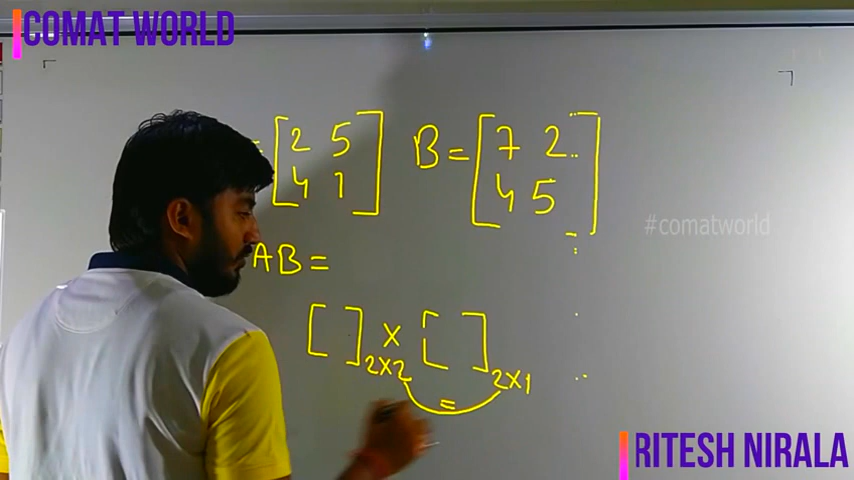 COMAT WORLD
= [2 5 4 1] B = [7 2 4 5]
#comatworld
AB =
[ ]2x2 x [ ]2x1
=
RITESH NIRALA